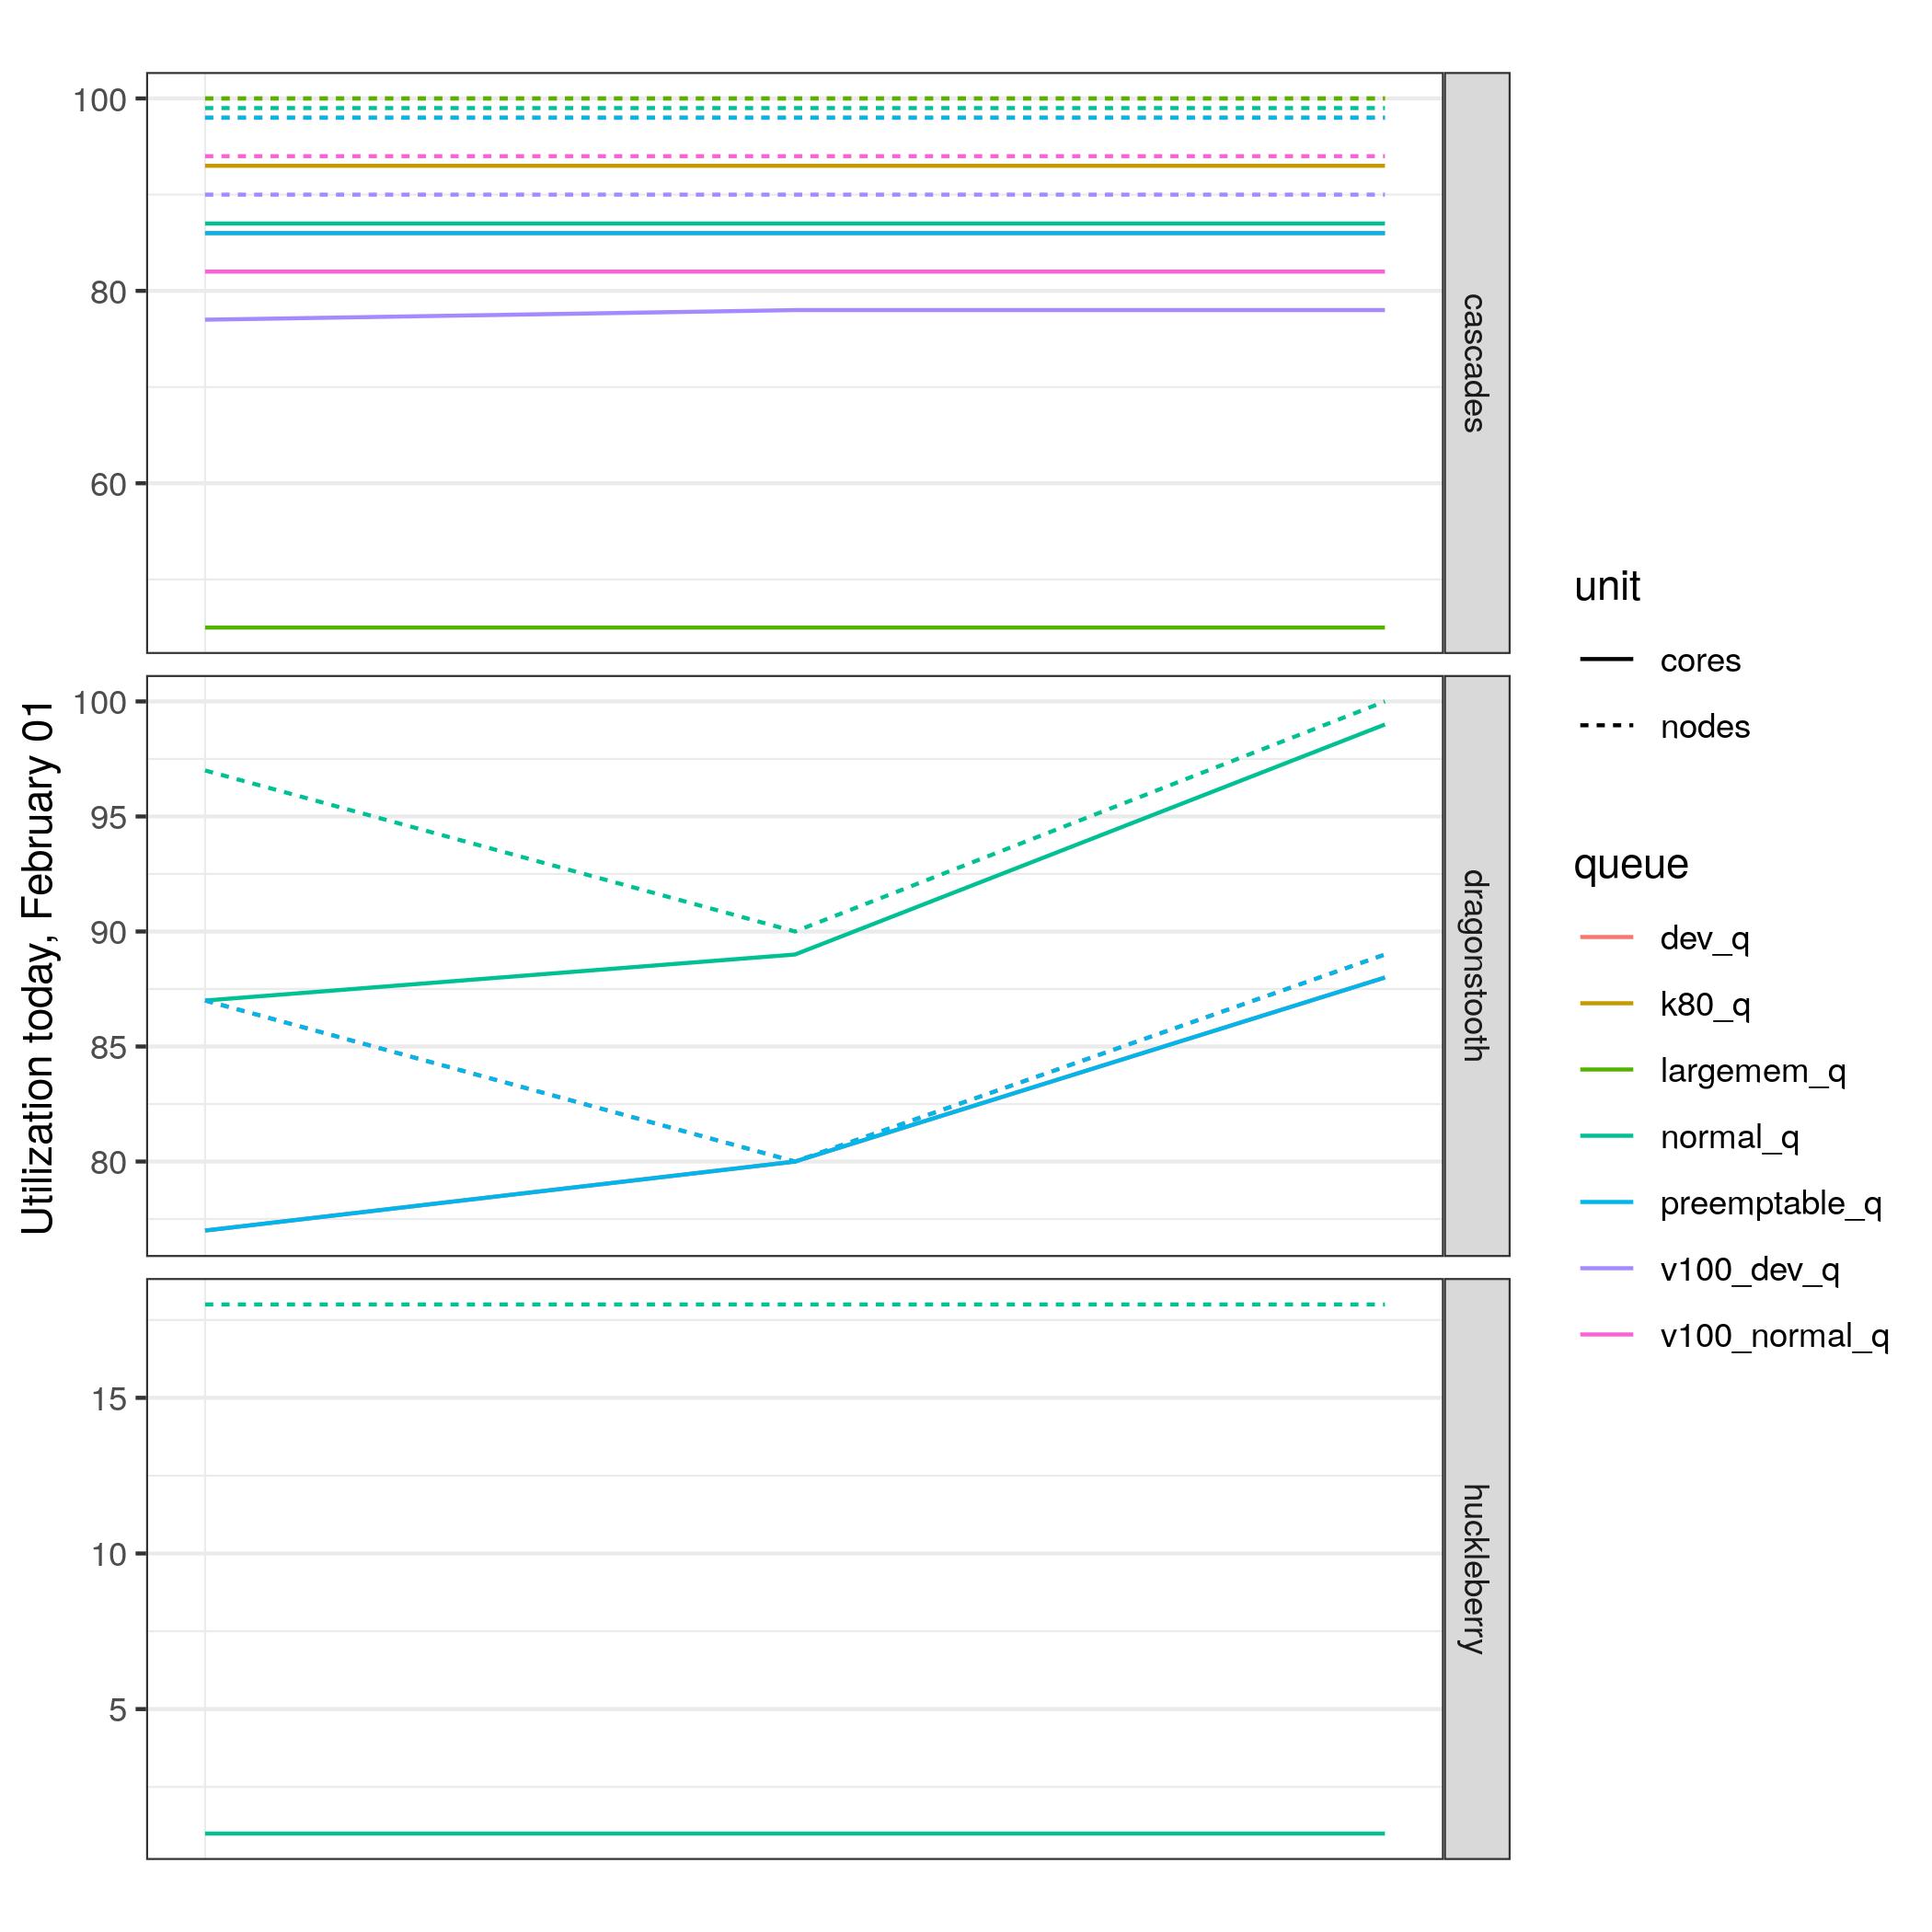 Utilization today, February 01
100
80
60
cascades
100
95
90
85
80
dragonstooth
15
10
5
huckleberry
unit
cores
nodes
queue
dev_q
k80_q
largemem_q
normal_q
preemptable_q
v100_dev_q
v100_normal_q